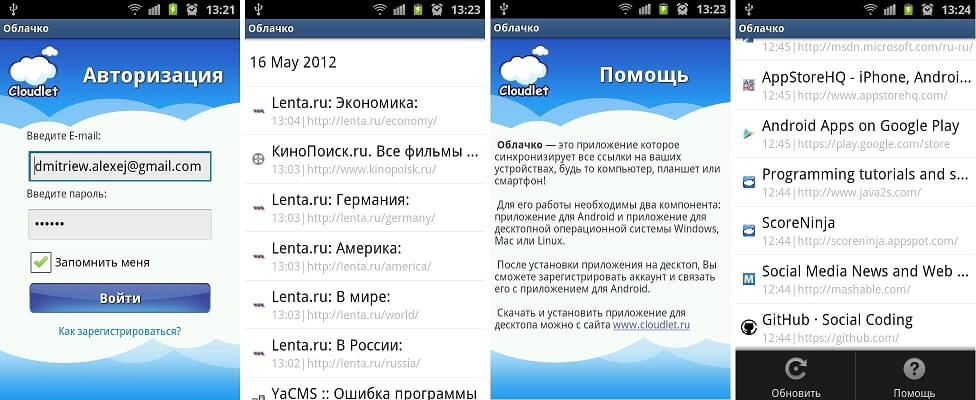 13:21
Облачко
Cloudlet
Авторизация
Введите E-mail:
dmitriew.alexej@gmail.com
Введите пароль:
••••••
Запомнить меня
Войти
Как зарегистрироваться?
13:23
Облачко
16 May 2012
Lenta.ru: Экономика:
13:04|http://lenta.ru/economy/
КиноПоиск.ru. Все фильмы ...
13:03|http://www.kinopoisk.ru/
Lenta.ru: Германия:
13:03|http://lenta.ru/germany/
Lenta.ru: Америка:
13:03|http://lenta.ru/america/
Lenta.ru: В мире:
13:03|http://lenta.ru/world/
Lenta.ru: В России:
13:02|http://lenta.ru/russia/
YaCMS :: Ошибка программы
13:23
Облачко
Cloudlet
Помощь
Облачко — это приложение которое
синхронизирует все ссылки на ваших
устройствах, будь то компьютер, планшет или
смартфон!
Для его работы необходимы два компонента:
приложение для Android и приложение для
десктопной операционной системы Windows,
Mac или Linux.
После установки приложения на десктоп, Вы
сможете зарегистрировать аккаунт и связать
его с приложением для Android.
Скачать и установить приложение для
десктопа можно с сайта www.cloudlet.ru
13:24
Облачко
12:45|http://msdn.microsoft.com/ru-ru/
AppStoreHQ - iPhone, Androi...
12:45|http://www.appstorehq.com/
Android Apps on Google Play
12:45|https://play.google.com/store
Programming tutorials and s...
12:44|http://www.java2s.com/
ScoreNinja
12:44|http://scoreninja.appspot.com/
Social Media News and Web ...
12:44|http://mashable.com/
GitHub · Social Coding
12:44|https://github.com/
Обновить
Помощь